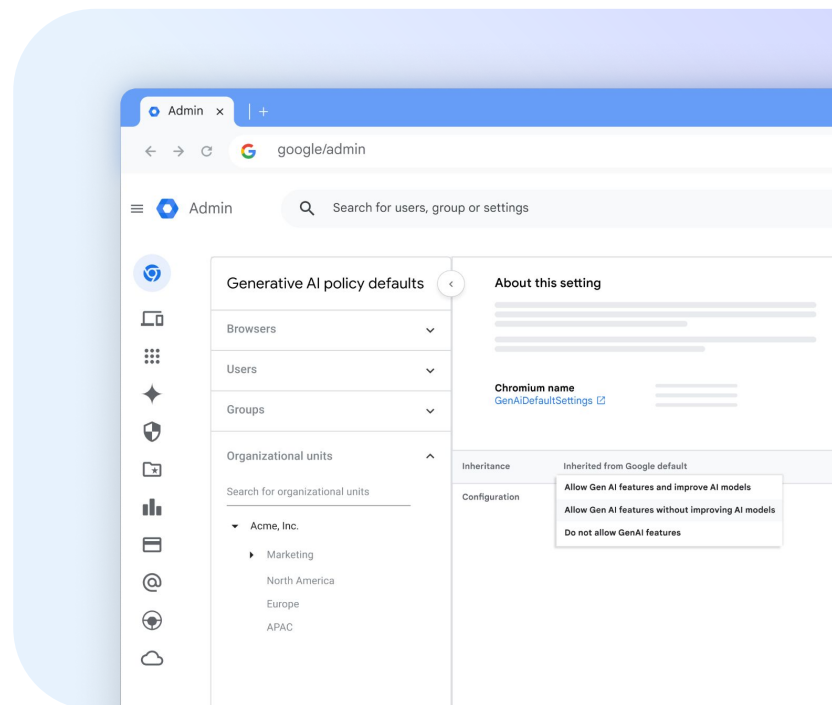 Admin
google/admin
Admin
Search for users, group or settings
Generative AI policy defaults
Browsers
Users
Groups
Organizational units
Search for organizational units
Acme, Inc.
Marketing
North America
Europe
APAC
About this setting
Chromium name
GenAiDefaultSettings
Inheritance
Inherited from Google default
Configuration
Allow Gen AI features and improve AI models
Allow Gen AI features without improving AI models
Do not allow GenAI features